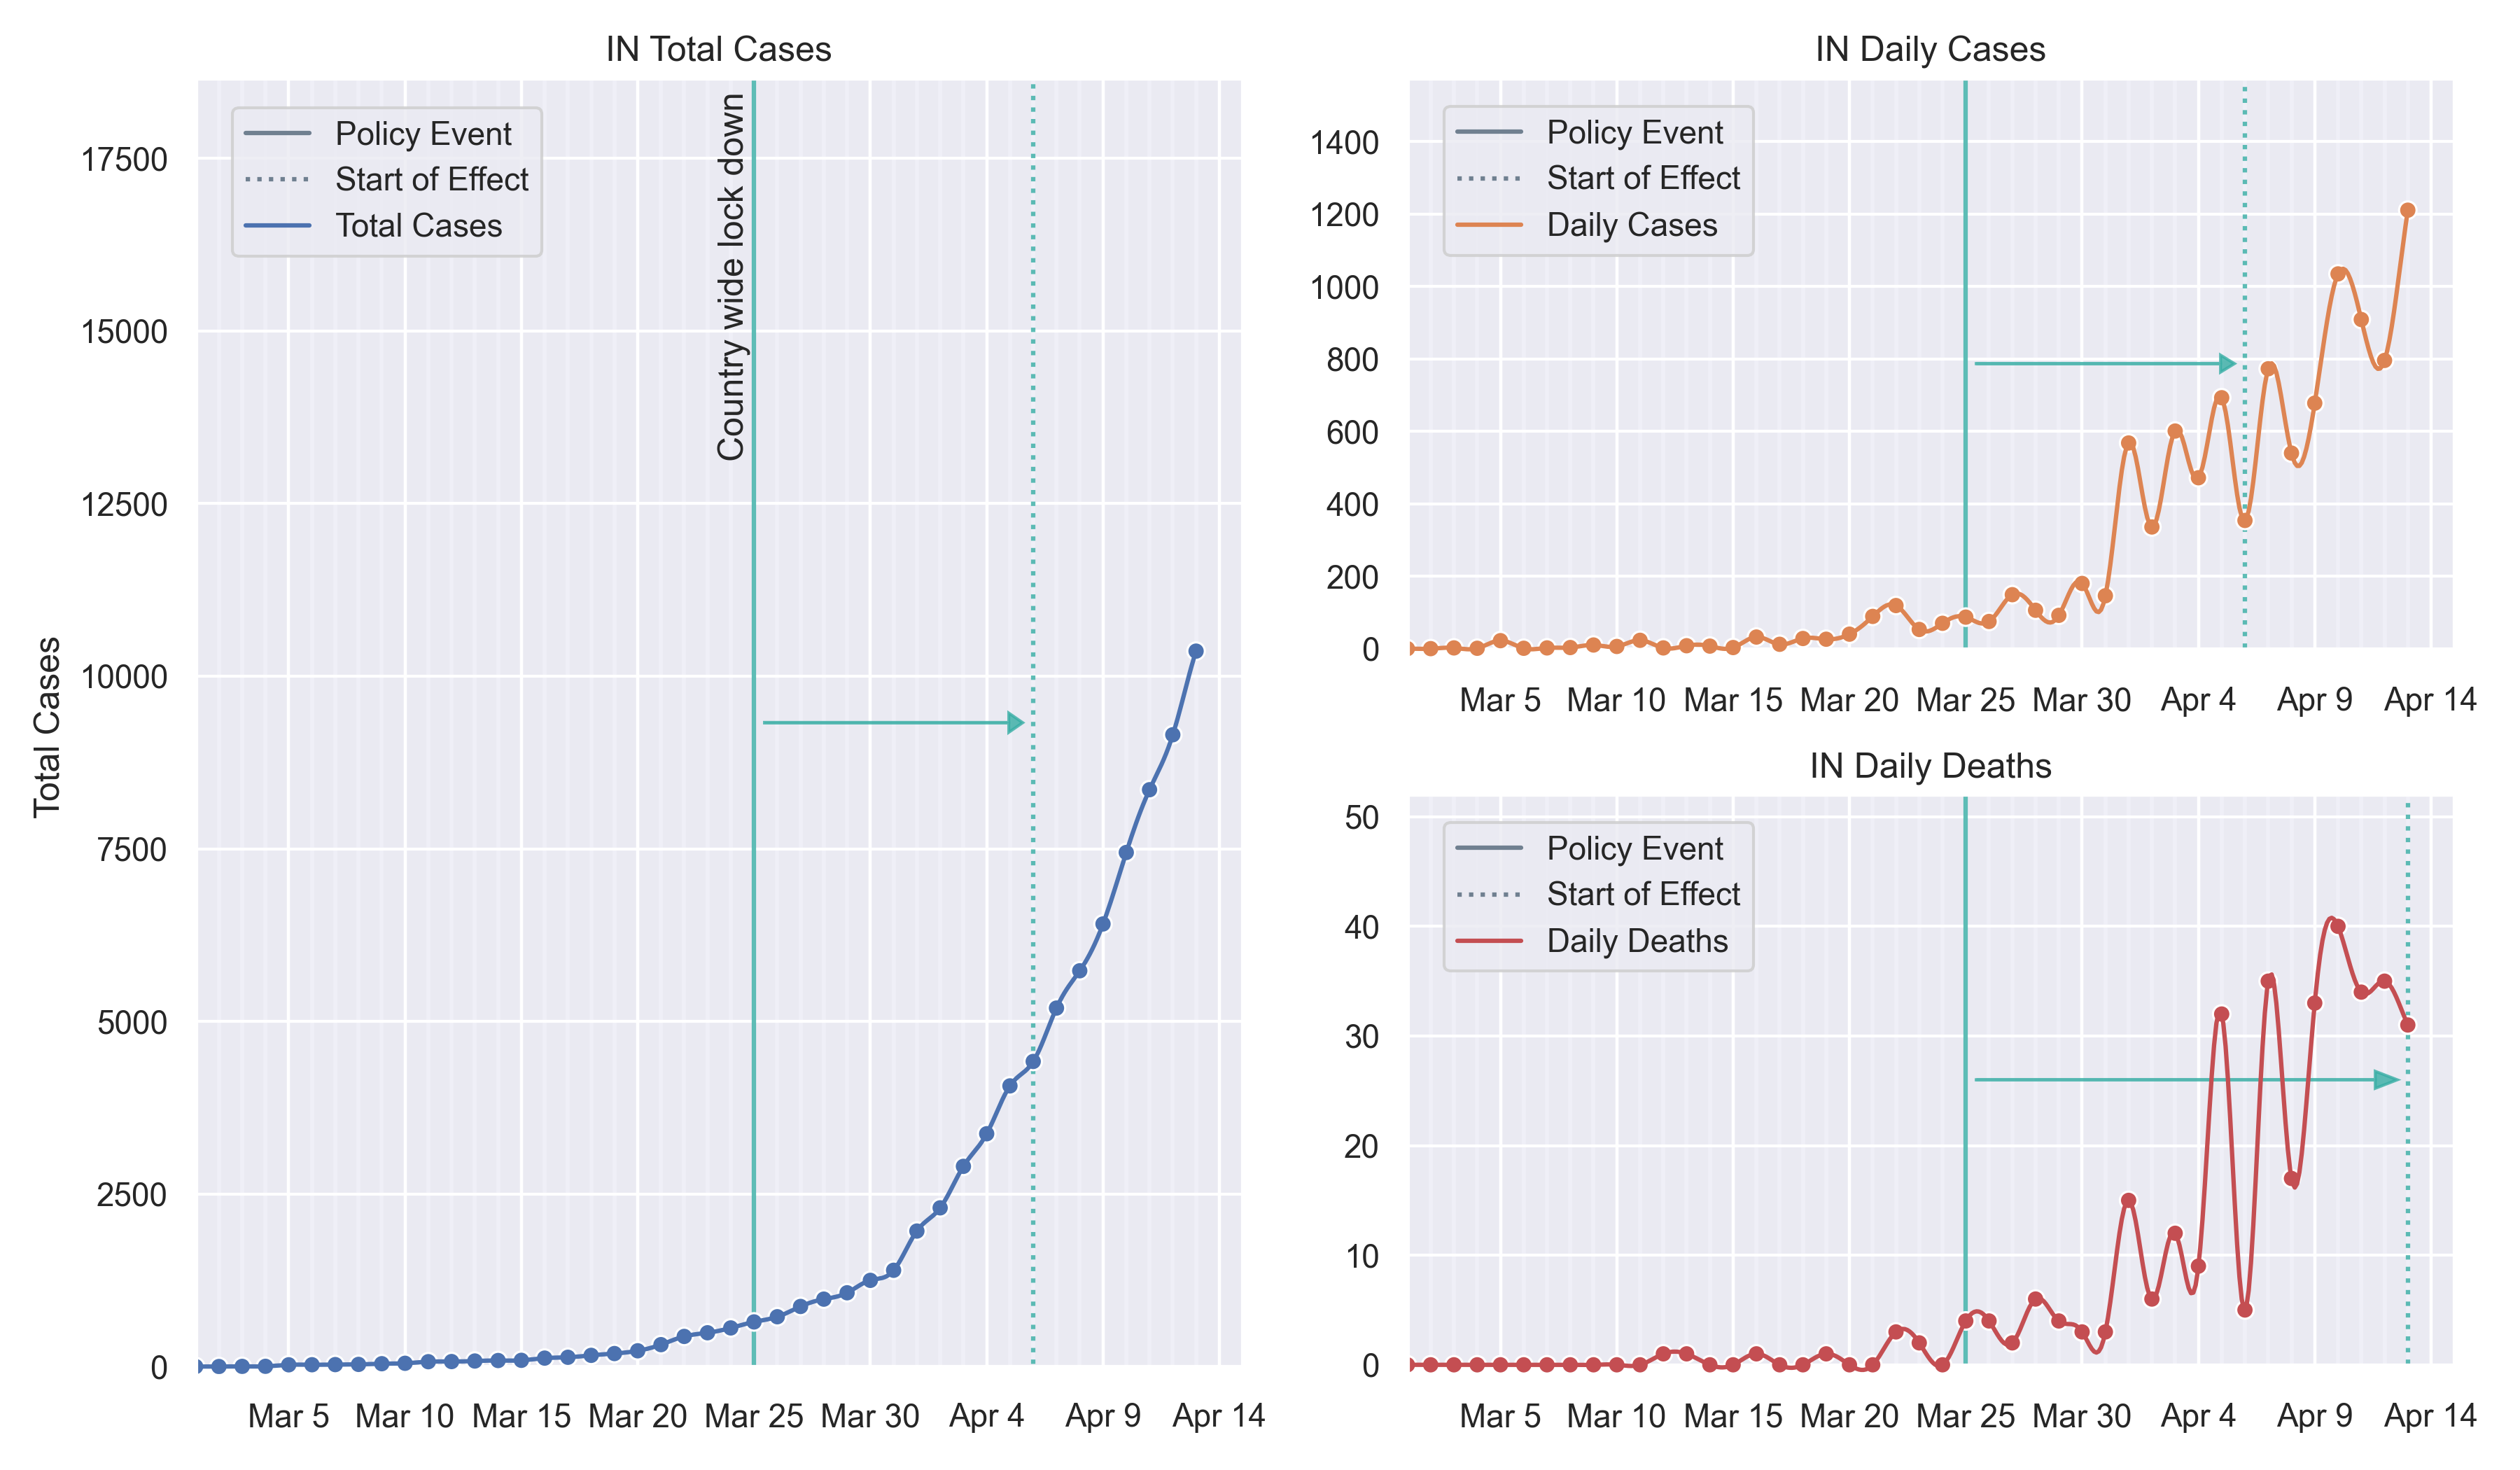 IN Total Cases
Policy Event
Start of Effect
Total Cases
Country wide lock down
Total Cases
17500
15000
12500
10000
7500
5000
2500
0
Mar 5 Mar 10 Mar 15 Mar 20 Mar 25 Mar 30 Apr 4 Apr 9 Apr 14
IN Daily Cases
Policy Event
Start of Effect
Daily Cases
1400
1200
1000
800
600
400
200
0
Mar 5 Mar 10 Mar 15 Mar 20 Mar 25 Mar 30 Apr 4 Apr 9 Apr 14
IN Daily Deaths
Policy Event
Start of Effect
Daily Deaths
50
40
30
20
10
0
Mar 5 Mar 10 Mar 15 Mar 20 Mar 25 Mar 30 Apr 4 Apr 9 Apr 14